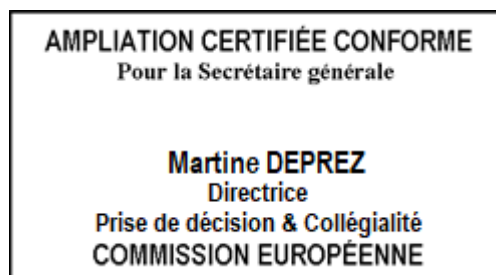 AMPLIATION CERTIFIÉE CONFORME
Pour la Secrétaire générale
Martine DEPREZ
Directrice
Prise de décision & Collégialité
COMMISSION EUROPÉENNE